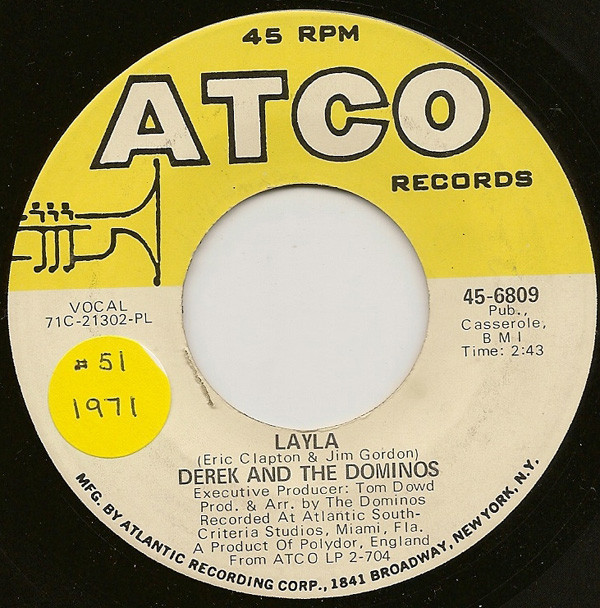 45 RPM
ATCO
RECORDS
VOCAL
71C-21302-PL
45-6809
Pub.,
Casserole,
BMI
Time: 2:43
# 51
1971
LAYLA
(Eric Clapton & Jim Gordon)
DEREK AND THE DOMINOS
Executive Producer: Tom Dowd
Prod. & Arr. by The Dominos
Recorded At Atlantic South-
Criteria Studios, Miami, Fla.
A Product Of Polydor, England
From ATCO LP 2-704
MFG. BY ATLANTIC RECORDING CORP., 1841 BROADWAY, NEW YORK, N.Y.